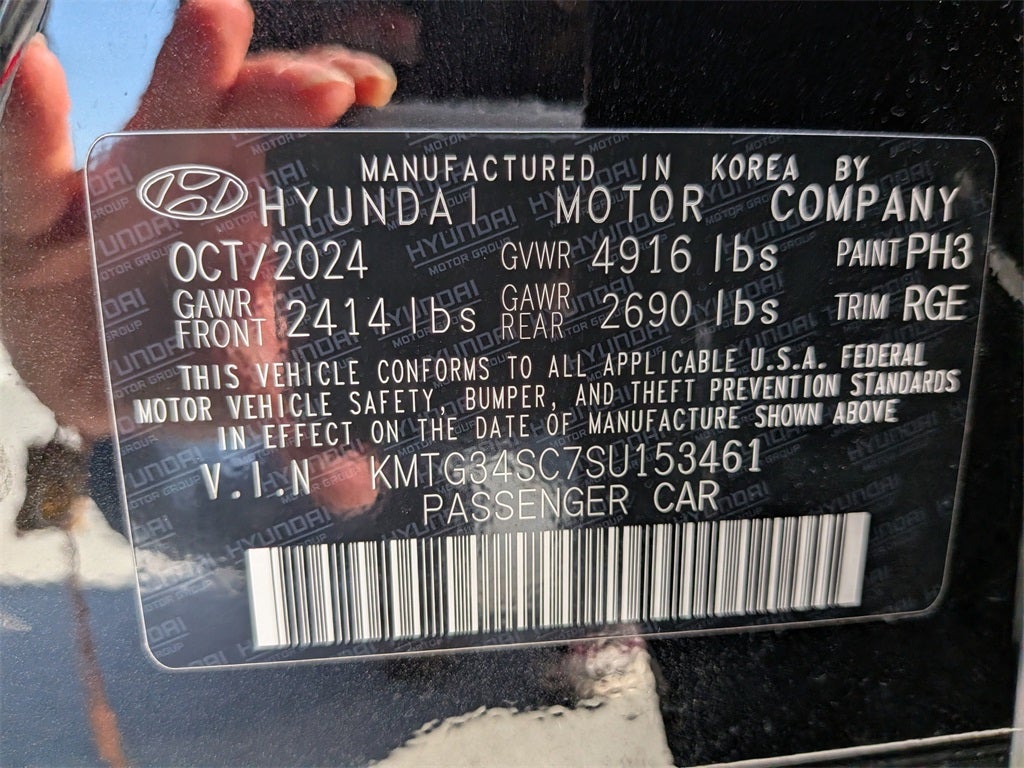 MANUFACTURED IN KOREA BY
HYUNDAI MOTOR COMPANY
OCT/2024 GVWR 4916 lbs PAINT PH3
GAWR FRONT 2414 lbs GAWR REAR 2690 lbs TRIM RGE
THIS VEHICLE CONFORMS TO ALL APPLICABLE U.S.A. FEDERAL
MOTOR VEHICLE SAFETY, BUMPER, AND THEFT PREVENTION STANDARDS
IN EFFECT ON THE DATE OF MANUFACTURE SHOWN ABOVE
V.I.N KMTG34SC7SU153461
PASSENGER CAR